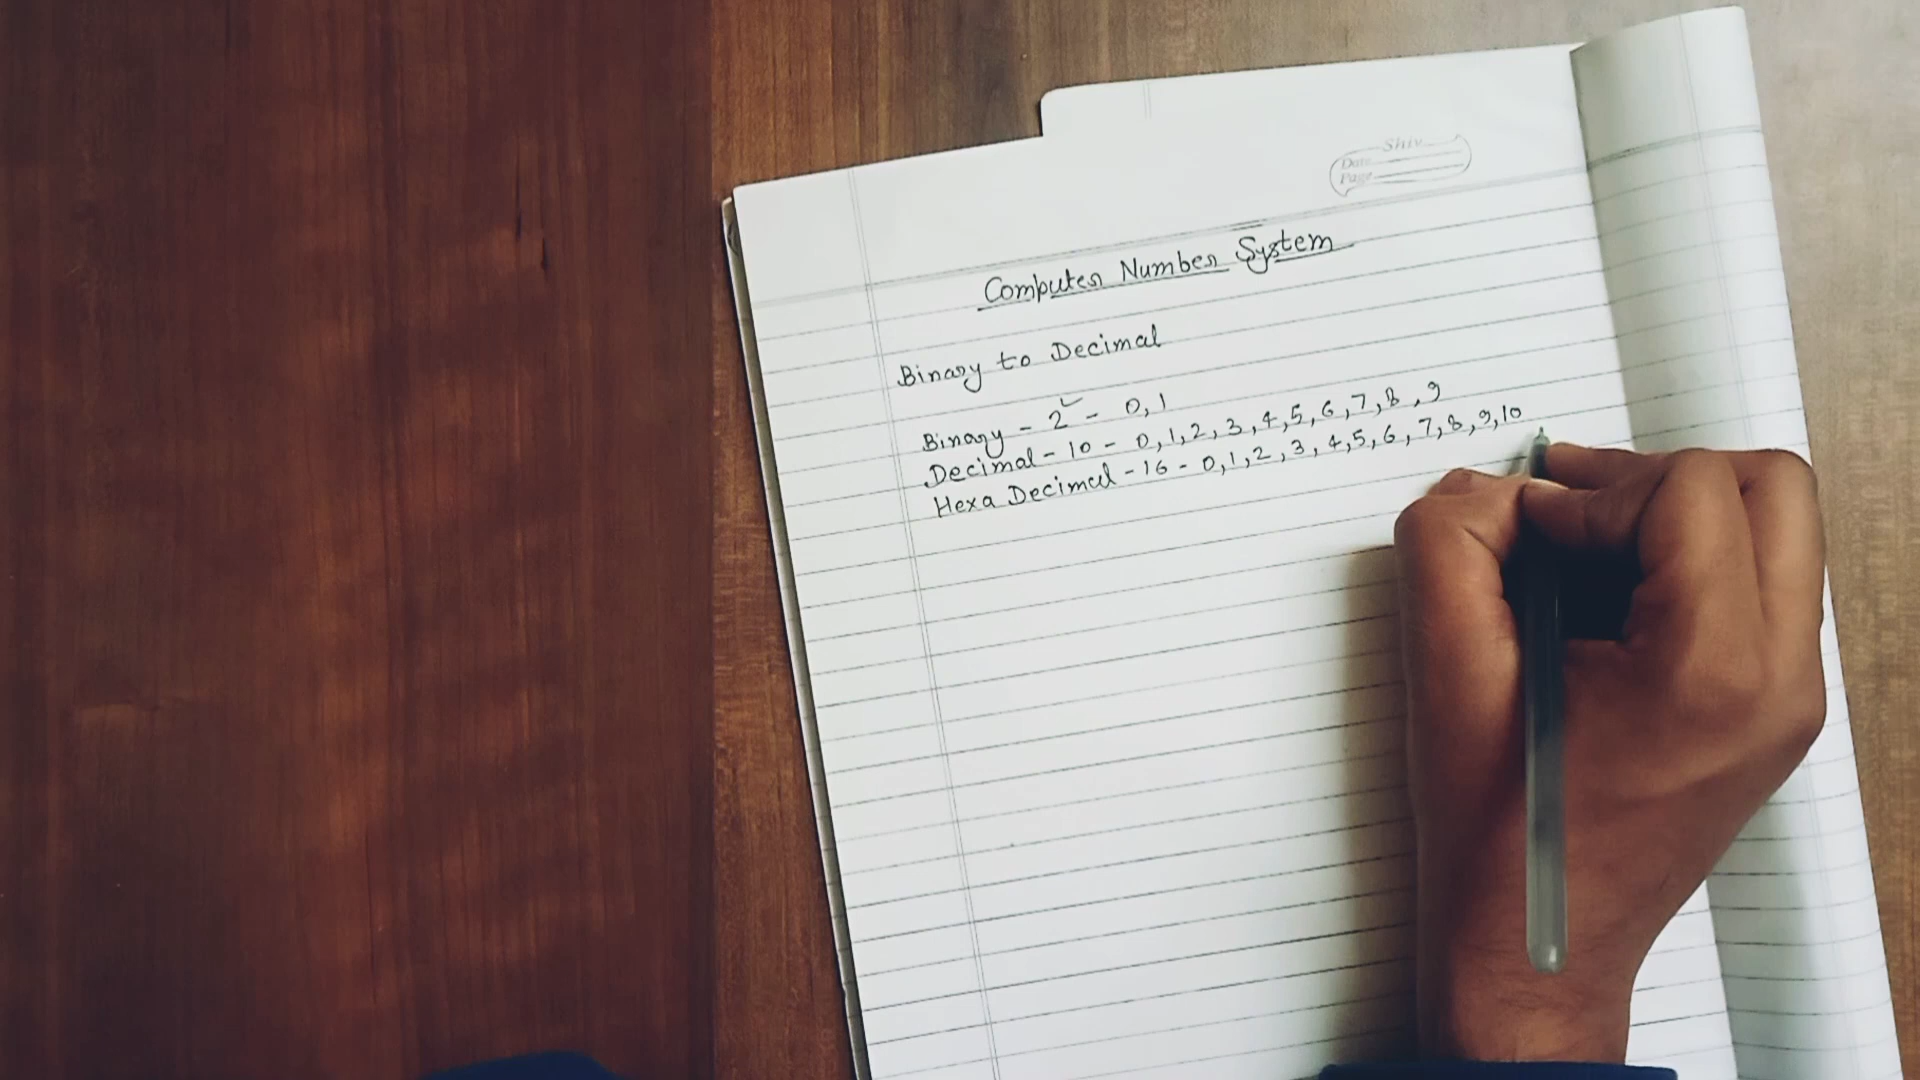 Shiv
Date
Page
Computer Number System
Binary to Decimal
Binary - 2 - 0,1
Decimal - 10 - 0,1,2,3,4,5,6,7,8,9
Hexa Decimal - 16 - 0,1,2,3,4,5,6,7,8,9,10